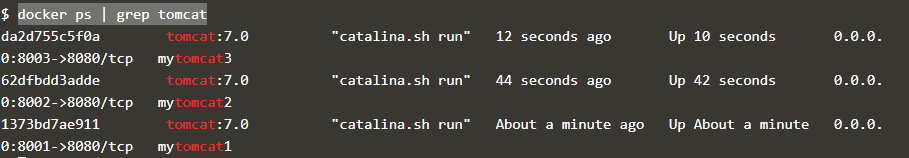 $ docker ps | grep tomcat
da2d755c5f0a tomcat:7.0 "catalina.sh run" 12 seconds ago Up 10 seconds 0.0.0.
0:8003->8080/tcp mytomcat3
62dfbdd3adde tomcat:7.0 "catalina.sh run" 44 seconds ago Up 42 seconds 0.0.0.
0:8002->8080/tcp mytomcat2
1373bd7ae911 tomcat:7.0 "catalina.sh run" About a minute ago Up About a minute 0.0.0.
0:8001->8080/tcp mytomcat1